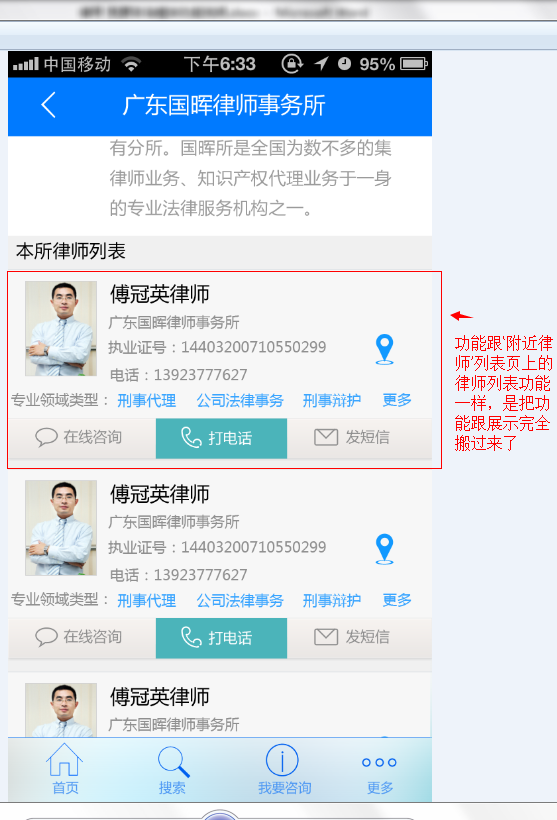 中国移动 下午6:33 95%
广东国晖律师事务所
有分所。国晖所是全国为数不多的集
律师业务、知识产权代理业务于一身
的专业法律服务机构之一。
本所律师列表
傅冠英律师
广东国晖律师事务所
执业证号：14403200710550299
电话：13923777627
专业领域类型： 刑事代理 公司法律事务 刑事辩护 更多
在线咨询 打电话 发短信
功能跟‘附近律
师’列表页上的
律师列表功能
一样，是把功
能跟展示完全
搬过来了
傅冠英律师
广东国晖律师事务所
执业证号：14403200710550299
电话：13923777627
专业领域类型： 刑事代理 公司法律事务 刑事辩护 更多
在线咨询 打电话 发短信
傅冠英律师
广东国晖律师事务所
首页 搜索 我要咨询 更多